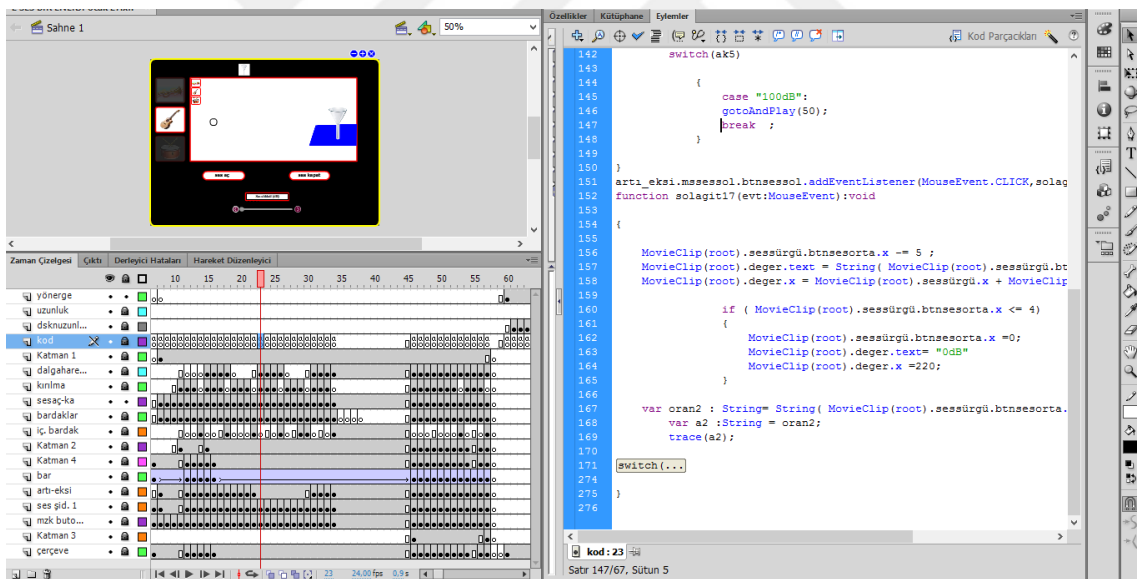 Sahne 1
50%
Zaman Çizelgesi Çıktı Derleyici Hataları Hareket Düzenleyici
10 15 20 25 30 35 40 45 50 55 60
yönerge
uzunluk
dsknuzunl...
kod
Katman 1
dalgahare...
kırılma
sesaç-ka
bardaklar
iç. bardak
Katman 2
Katman 4
bar
artı-eksi
ses şid. 1
mzk buto...
Katman 3
çerçeve
23 24,00 fps 0,9 s
Özellikler Kütüphane Eylemler
Kod Parçacıkları
142 switch(ak5)
143
144 {
145 case "100dB":
146 gotoAndPlay(50);
147 break ;
148 }
149
150 }
151 artı_eksi.mssessol.btnsessol.addEventListener(MouseEvent.CLICK,solag
152 function solagit17(evt:MouseEvent):void
153
154 {
155
156 MovieClip(root).sessürgü.btnsesorta.x -= 5 ;
157 MovieClip(root).deger.text = String( MovieClip(root).sessürgü.bt
158 MovieClip(root).deger.x = MovieClip(root).sessürgü.x + MovieClip
159
160 if ( MovieClip(root).sessürgü.btnsesorta.x <= 4)
161 {
162 MovieClip(root).sessürgü.btnsesorta.x =0;
163 MovieClip(root).deger.text= "0dB"
164 MovieClip(root).deger.x =220;
165 }
166
167 var oran2 : String= String( MovieClip(root).sessürgü.btnsesorta.
168 var a2 :String = oran2;
169 trace(a2);
170
171 switch(...
274
275 }
276
kod : 23
Satır 147/67, Sütun 5